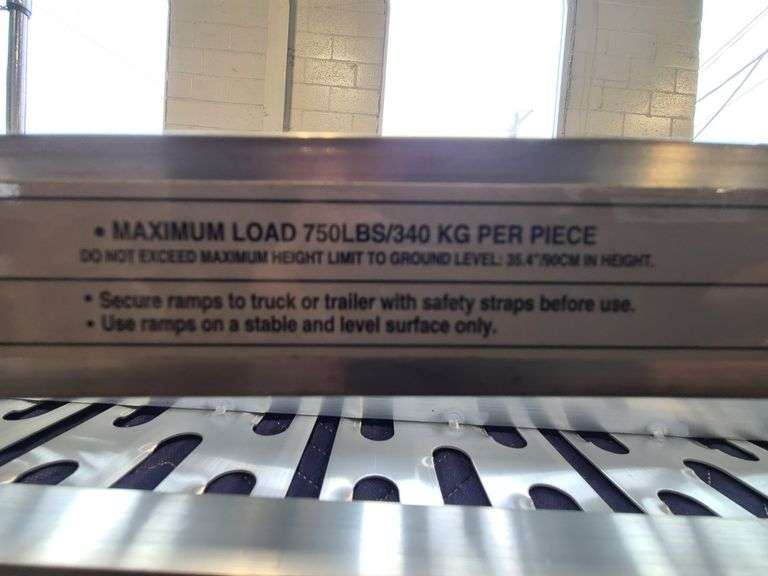 • MAXIMUM LOAD 750LBS/340 KG PER PIECE
DO NOT EXCEED MAXIMUM HEIGHT LIMIT TO GROUND LEVEL: 35.4"/90CM IN HEIGHT.
• Secure ramps to truck or trailer with safety straps before use.
• Use ramps on a stable and level surface only.